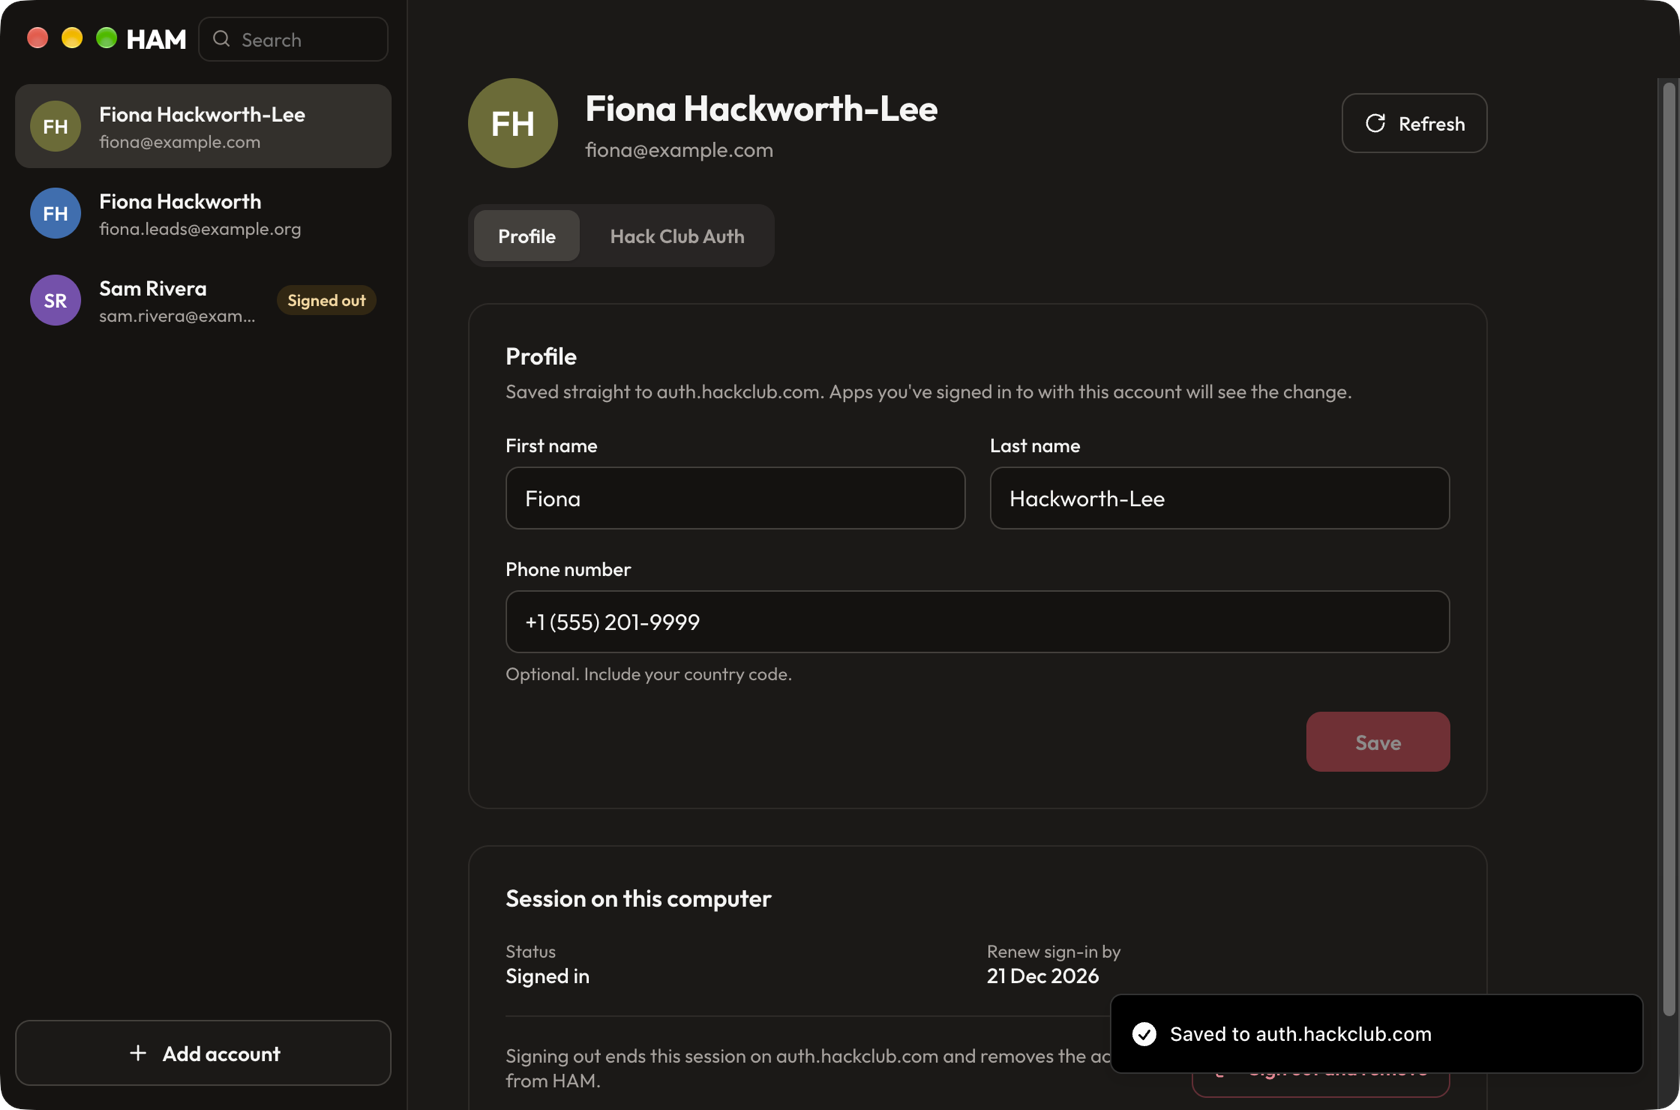 HAM
Search
FH
Fiona Hackworth-Lee
fiona@example.com
FH
Fiona Hackworth
fiona.leads@example.org
SR
Sam Rivera
sam.rivera@exam...
Signed out
Add account
FH
Fiona Hackworth-Lee
fiona@example.com
Refresh
Profile
Hack Club Auth
Profile
Saved straight to auth.hackclub.com. Apps you've signed in to with this account will see the change.
First name
Last name
Fiona
Hackworth-Lee
Phone number
+1 (555) 201-9999
Optional. Include your country code.
Save
Session on this computer
Status
Renew sign-in by
Signed in
21 Dec 2026
Signing out ends this session on auth.hackclub.com and removes the
from HAM.
Saved to auth.hackclub.com